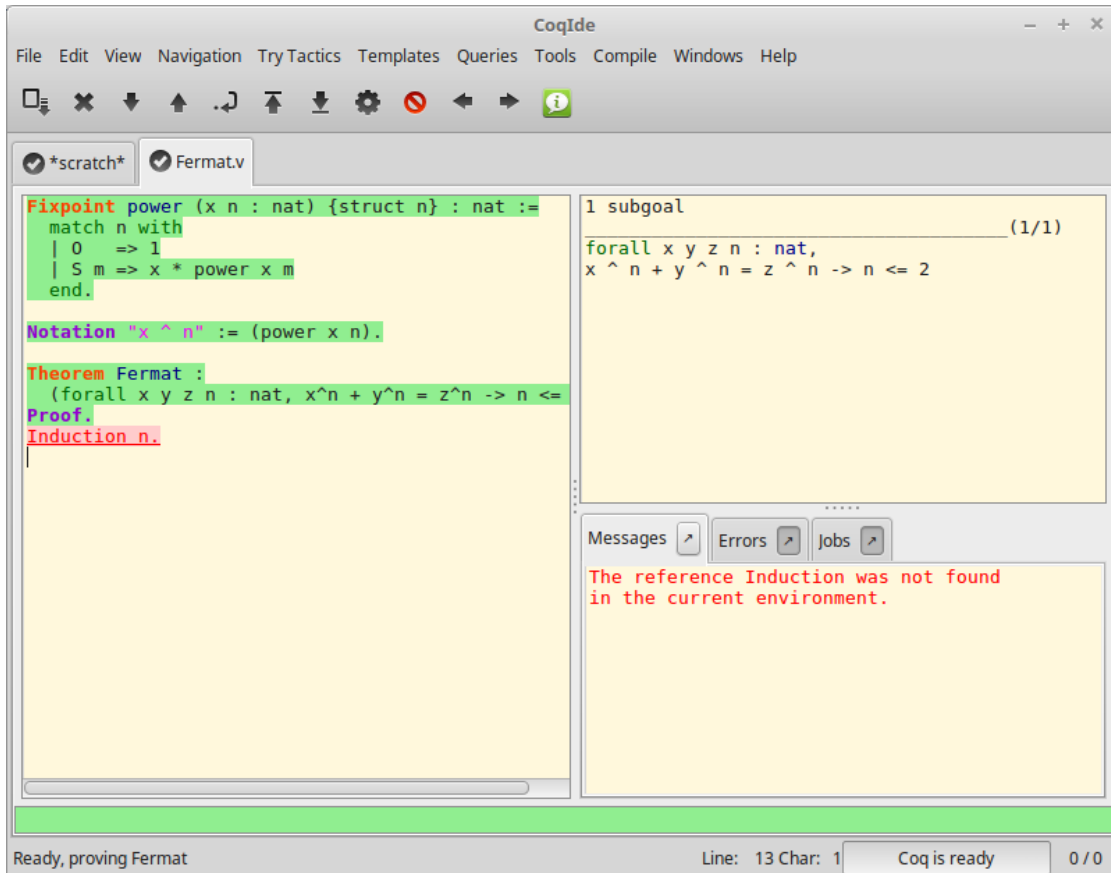 CoqIde
File Edit View Navigation Try Tactics Templates Queries Tools Compile Windows Help
*scratch* Fermat.v
Fixpoint power (x n : nat) {struct n} : nat :=
  match n with
  | O   => 1
  | S m => x * power x m
  end.
Notation "x ^ n" := (power x n).
Theorem Fermat :
  (forall x y z n : nat, x^n + y^n = z^n -> n <=
Proof.
Induction n.
1 subgoal
______________________________________(1/1)
forall x y z n : nat,
x ^ n + y ^ n = z ^ n -> n <= 2
Messages Errors Jobs
The reference Induction was not found
in the current environment.
Ready, proving Fermat Line: 13 Char: 1 Coq is ready 0 / 0